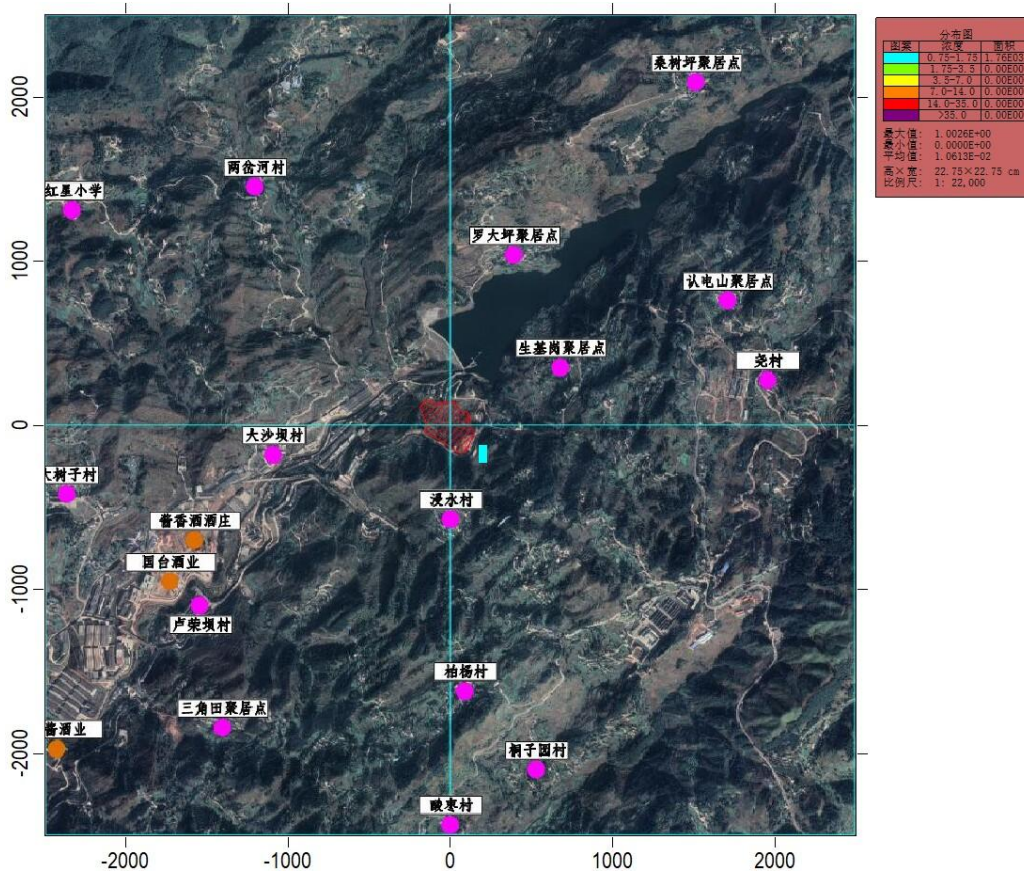 分布图
图案 浓度 面积
0.75-1.75 1.76E03
1.75-3.5 0.00E00
3.5-7.0 0.00E00
7.0-14.0 0.00E00
14.0-35.0 0.00E00
>35.0 0.00E00
最大值: 1.0026E+00
最小值: 0.0000E+00
平均值: 1.0613E-02
高×宽: 22.75×22.75 cm
比例尺: 1: 22,000
2000
1000
0
-1000
-2000
桑树坪聚居点
两岔河村
红星小学
罗大坪聚居点
认屯山聚居点
生基岗聚居点
尧村
大沙坝村
大树子村
浸水村
酱香酒酒庄
国台酒业
卢荣坝村
柏杨村
三角田聚居点
酱酒业
桐子园村
酸枣村
-2000
-1000
0
1000
2000